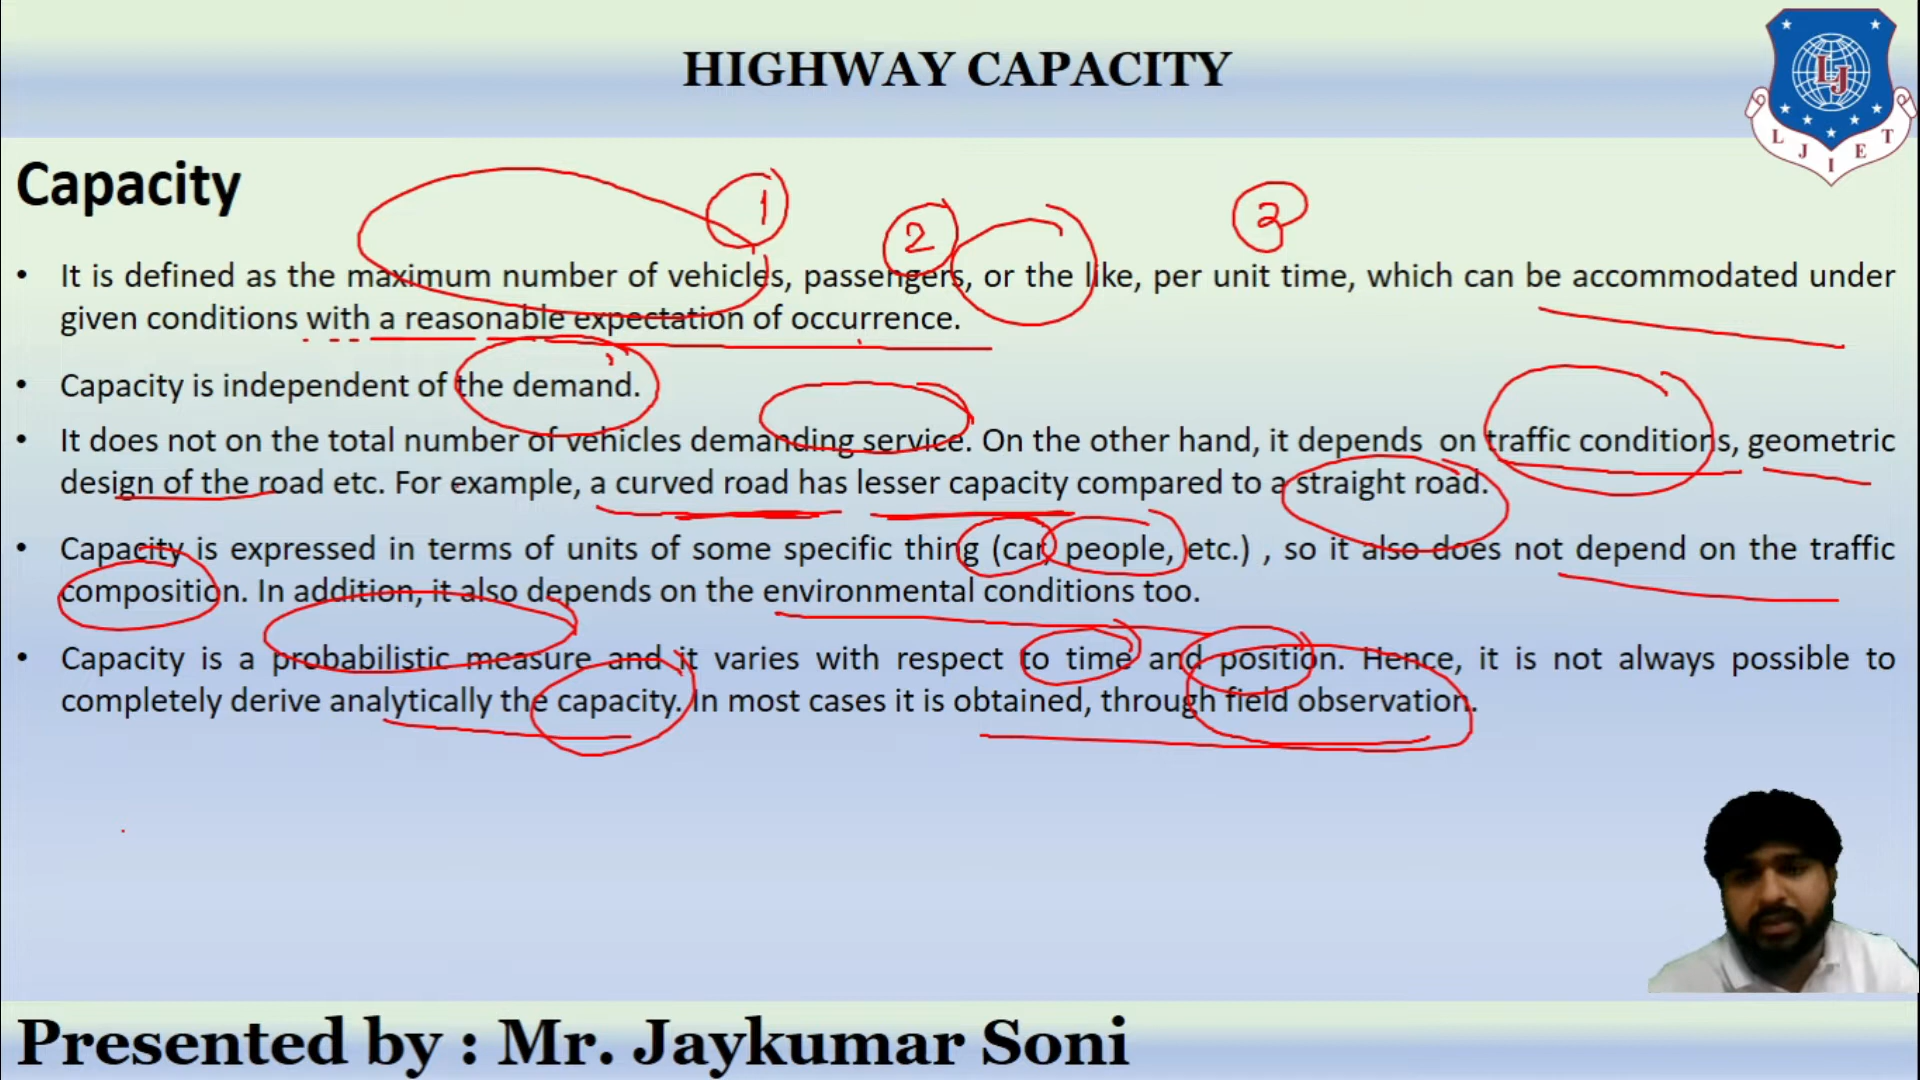 HIGHWAY CAPACITY
LJ
L J I E T
Capacity
1
2
3
• It is defined as the maximum number of vehicles, passengers, or the like, per unit time, which can be accommodated under
given conditions with a reasonable expectation of occurrence.
• Capacity is independent of the demand.
• It does not on the total number of vehicles demanding service. On the other hand, it depends on traffic conditions, geometric
design of the road etc. For example, a curved road has lesser capacity compared to a straight road.
• Capacity is expressed in terms of units of some specific thing (car, people, etc.) , so it also does not depend on the traffic
composition. In addition, it also depends on the environmental conditions too.
• Capacity is a probabilistic measure and it varies with respect to time and position. Hence, it is not always possible to
completely derive analytically the capacity. In most cases it is obtained, through field observation.
Presented by : Mr. Jaykumar Soni